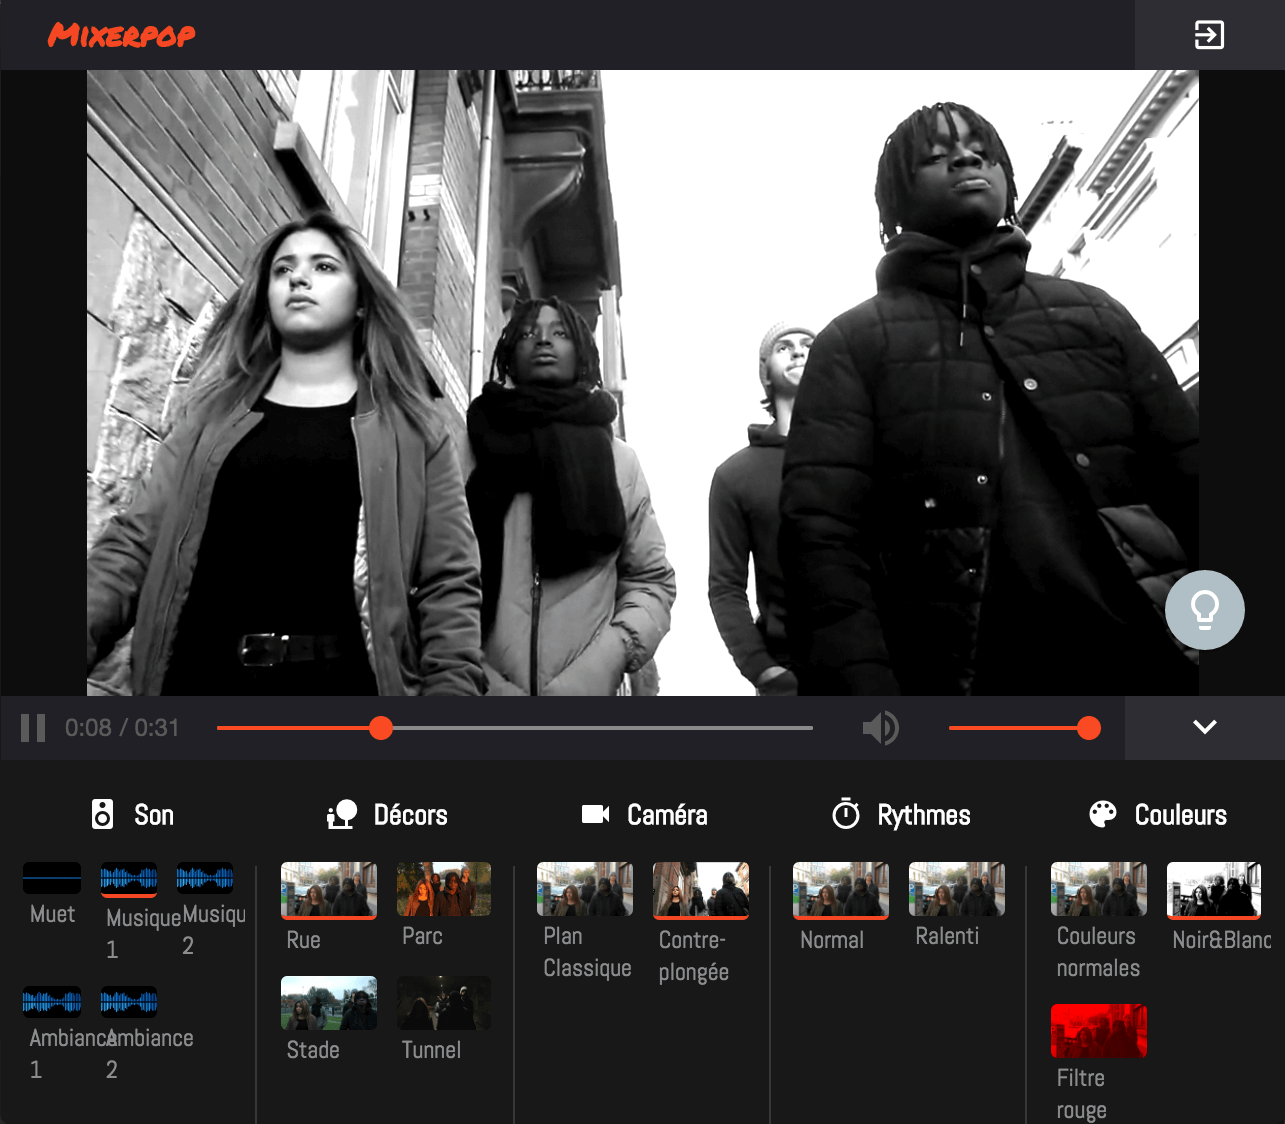 Mixerpop
0:08 / 0:31
Son
Décors
Caméra
Rythmes
Couleurs
Muet
Musique
1
Musiqu
2
Ambiance
1
Ambiance
2
Rue
Parc
Stade
Tunnel
Plan
Classique
Contre-
plongée
Normal
Ralenti
Couleurs
normales
Noir&Blanc
Filtre
rouge